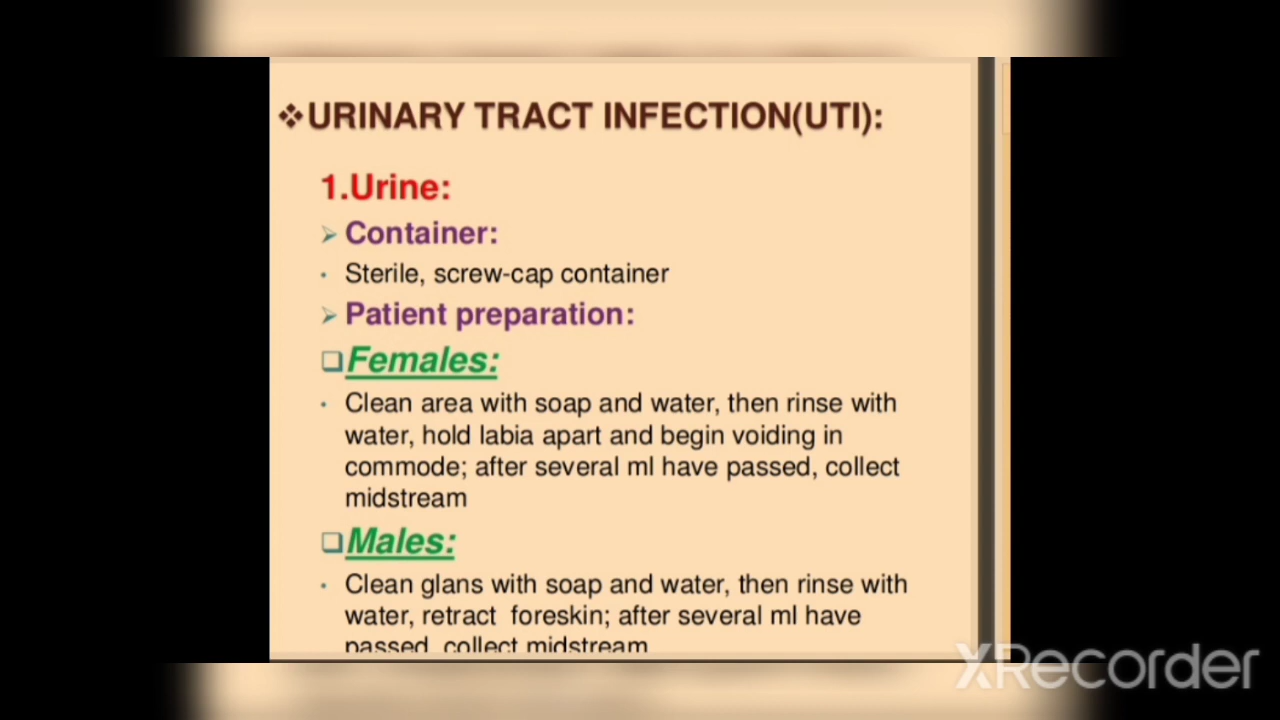 ❖URINARY TRACT INFECTION(UTI):
1.Urine:
➢ Container:
• Sterile, screw-cap container
➢ Patient preparation:
❑Females:
• Clean area with soap and water, then rinse with
water, hold labia apart and begin voiding in
commode; after several ml have passed, collect
midstream
❑Males:
• Clean glans with soap and water, then rinse with
water, retract foreskin; after several ml have
passed, collect midstream
XRecorder